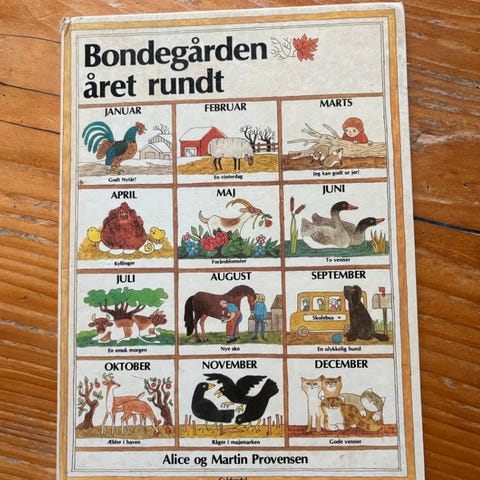 Bondegården
året rundt
JANUAR
FEBRUAR
MARTS
Godt Nytår!
En vinterdag
Jeg kan godt se jer!
APRIL
MAJ
JUNI
Kyllinger
Forårsblomster
To venner
JULI
AUGUST
SEPTEMBER
Skolebus
En smuk morgen
Nye sko
En ulykkelig hund
OKTOBER
NOVEMBER
DECEMBER
Æbler i haven
Råger i majsmarken
Gode venner
Alice og Martin Provensen
Gyldendal